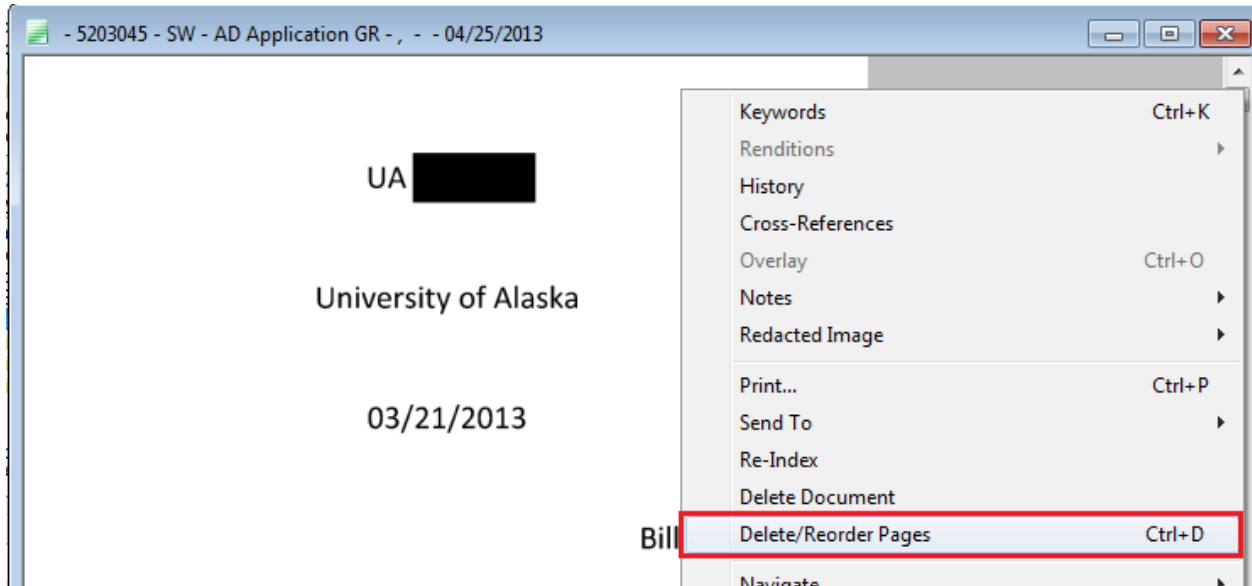 - 5203045 - SW - AD Application GR - , - - 04/25/2013
UA
University of Alaska
03/21/2013
Bill
Keywords Ctrl+K
Renditions
History
Cross-References
Overlay Ctrl+O
Notes
Redacted Image
Print... Ctrl+P
Send To
Re-Index
Delete Document
Delete/Reorder Pages Ctrl+D
Navigate